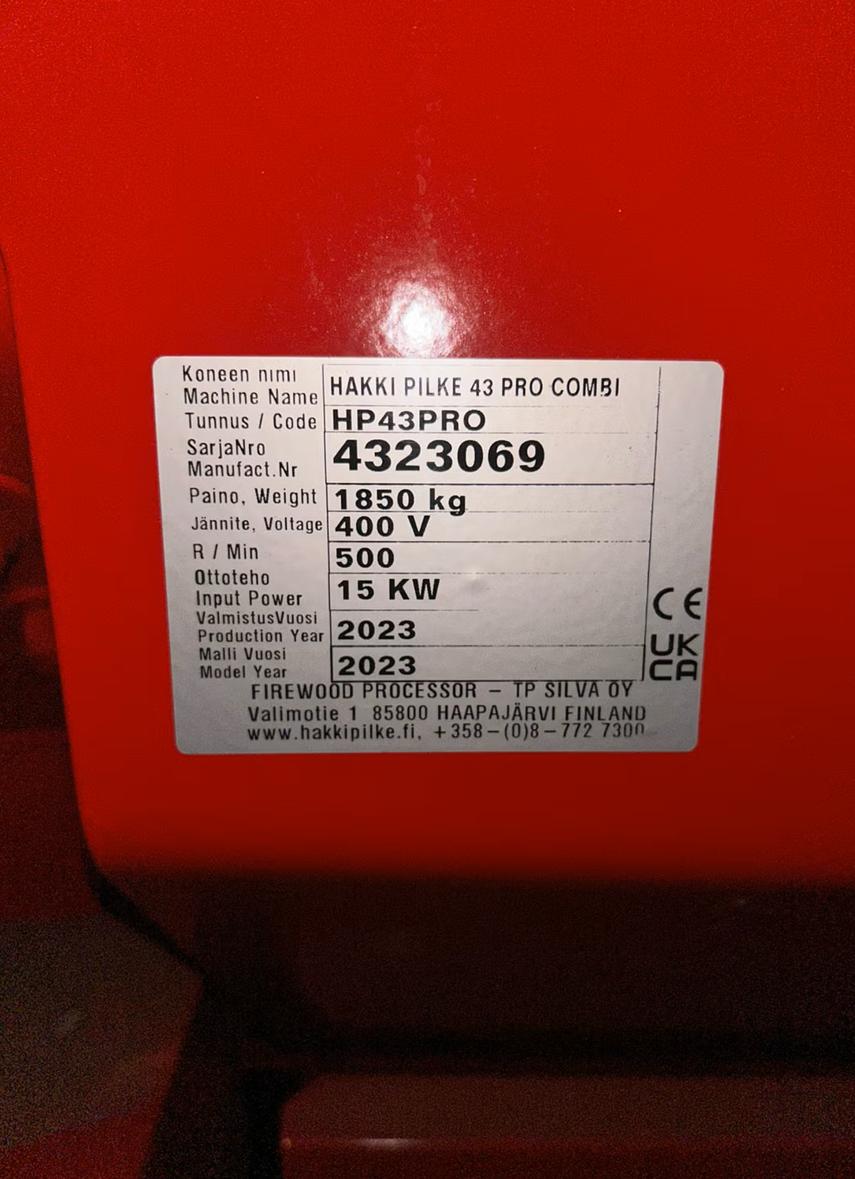 Koneen nimi
Machine Name HAKKI PILKE 43 PRO COMBI
Tunnus / Code HP43PRO
SarjaNro
Manufact.Nr 4323069
Paino, Weight 1850 kg
Jännite, Voltage 400 V
R / Min 500
Ottoteho
Input Power 15 KW
ValmistusVuosi
Production Year 2023
Malli Vuosi
Model Year 2023
CE
UK
CA
FIREWOOD PROCESSOR – TP SILVA OY
Valimotie 1 85800 HAAPAJÄRVI FINLAND
www.hakkipilke.fi, +358–(0)8–772 7300